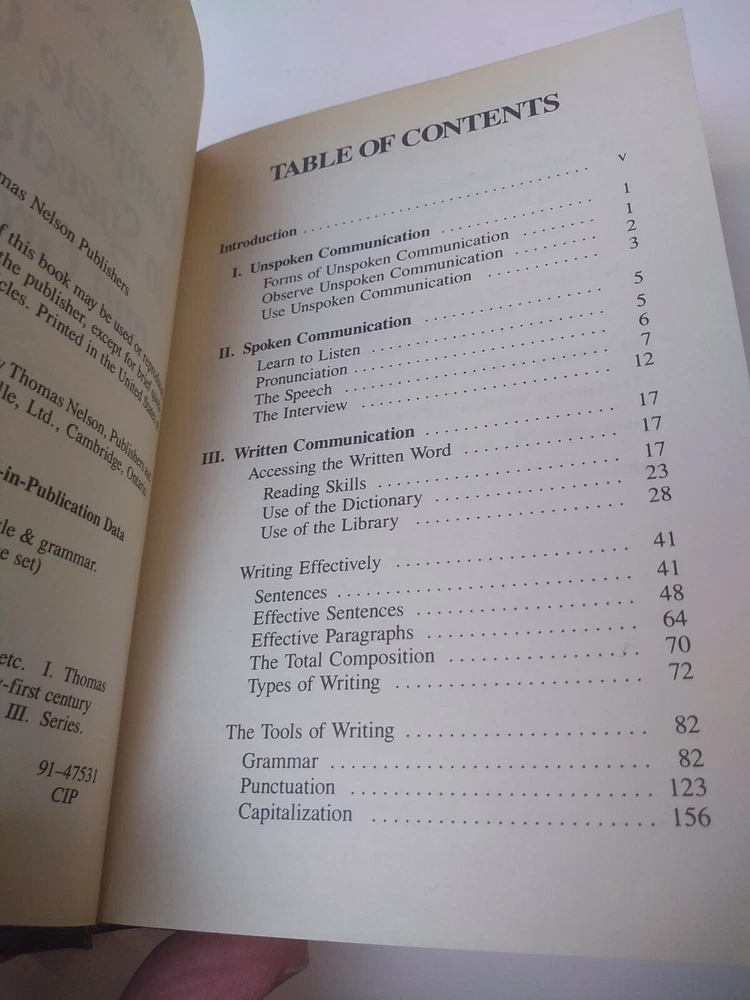 mas Nelson Publishers
f this book may be used or
the publisher, except for brief
cles. Printed in the United States
y Thomas Nelson, Publishers and
lle, Ltd., Cambridge, Ontario
-in-Publication Data
le & grammar.
e set)
etc. I. Thomas
-first century
III. Series.
91–47531
CIP
TABLE OF CONTENTS
Introduction . . . . . . . . . . . . . . . . . . . . . . . . . . v
I. Unspoken Communication . . . . . . . . . . . . . . . 1
Forms of Unspoken Communication . . . . . . . . 1
Observe Unspoken Communication . . . . . . . . 2
Use Unspoken Communication . . . . . . . . . . . 3
II. Spoken Communication . . . . . . . . . . . . . . . . . 5
Learn to Listen . . . . . . . . . . . . . . . . . . . . . . 5
Pronunciation . . . . . . . . . . . . . . . . . . . . . . . 6
The Speech . . . . . . . . . . . . . . . . . . . . . . . . 7
The Interview . . . . . . . . . . . . . . . . . . . . . . 12
III. Written Communication . . . . . . . . . . . . . . . . 17
Accessing the Written Word . . . . . . . . . . . . . 17
Reading Skills . . . . . . . . . . . . . . . . . . . . . 17
Use of the Dictionary . . . . . . . . . . . . . . . . 23
Use of the Library . . . . . . . . . . . . . . . . . . 28
Writing Effectively . . . . . . . . . . . . . . . . . . . 41
Sentences . . . . . . . . . . . . . . . . . . . . . . . . 41
Effective Sentences . . . . . . . . . . . . . . . . . 48
Effective Paragraphs . . . . . . . . . . . . . . . . 64
The Total Composition . . . . . . . . . . . . . . . 70
Types of Writing . . . . . . . . . . . . . . . . . . . 72
The Tools of Writing . . . . . . . . . . . . . . . . . . 82
Grammar . . . . . . . . . . . . . . . . . . . . . . . . . 82
Punctuation . . . . . . . . . . . . . . . . . . . . . . . 123
Capitalization . . . . . . . . . . . . . . . . . . . . . 156